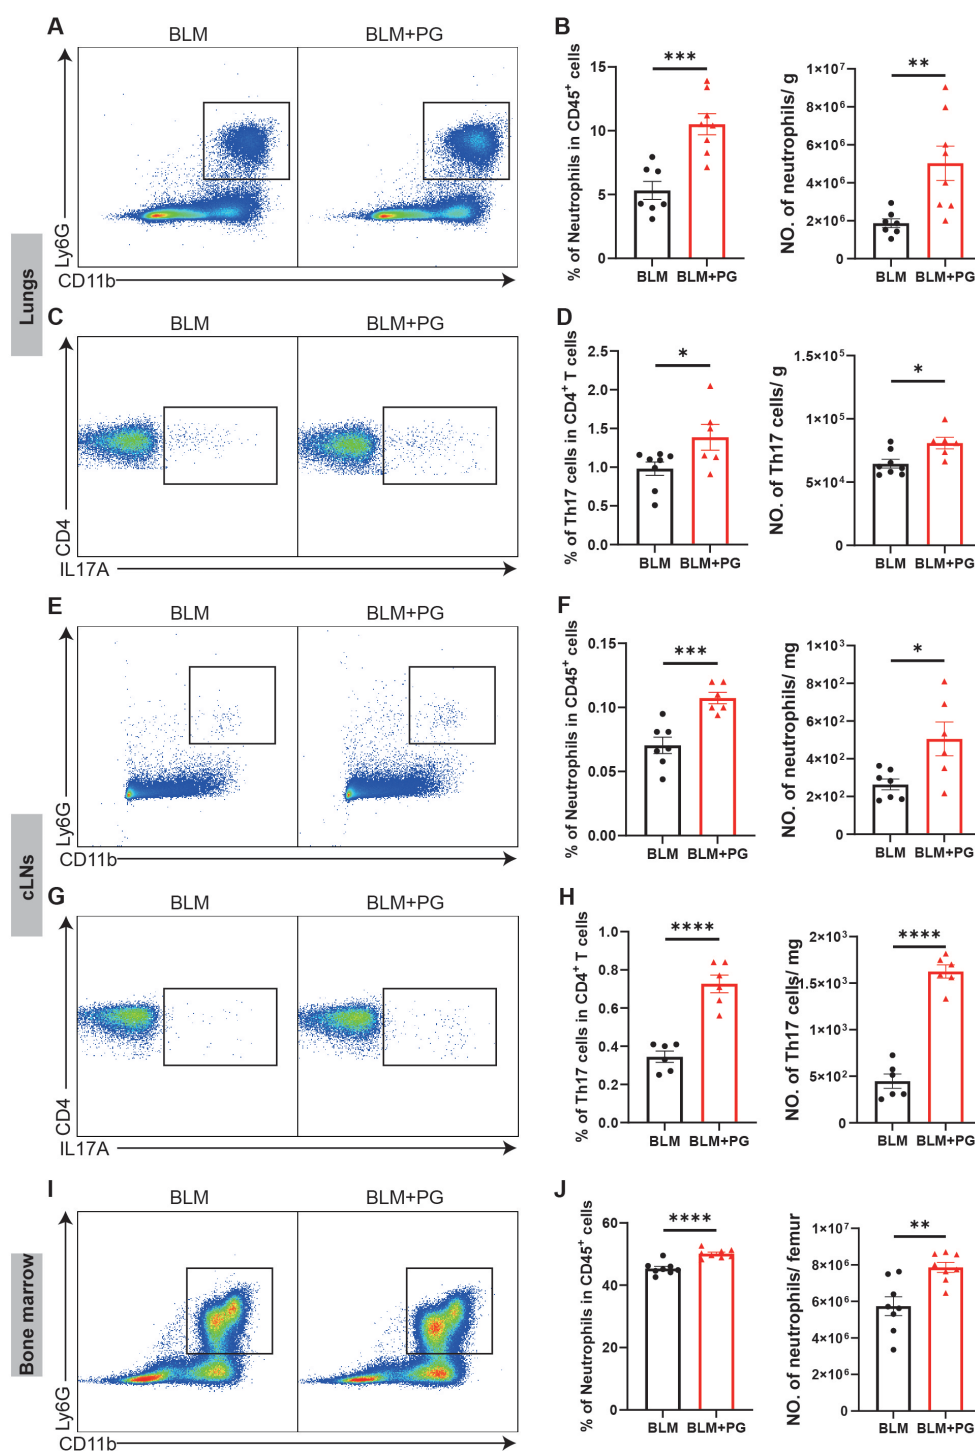 A
BLM
BLM+PG
Ly6G
CD11b
B
% of Neutrophils in CD45⁺ cells
15
10
5
0
***
BLM
BLM+PG
NO. of neutrophils/ g
1×10⁷
8×10⁶
6×10⁶
4×10⁶
2×10⁶
0
**
BLM
BLM+PG
Lungs
C
BLM
BLM+PG
CD4
IL17A
D
% of Th17 cells in CD4⁺ T cells
2.5
2.0
1.5
1.0
0.5
0.0
*
BLM
BLM+PG
NO. of Th17 cells/ g
1.5×10⁵
1×10⁵
5×10⁴
0
*
BLM
BLM+PG
E
BLM
BLM+PG
Ly6G
CD11b
F
% of Neutrophils in CD45⁺ cells
0.15
0.10
0.05
0.00
***
BLM
BLM+PG
NO. of neutrophils/ mg
1×10³
8×10²
6×10²
4×10²
2×10²
0
*
BLM
BLM+PG
cLNs
G
BLM
BLM+PG
CD4
IL17A
H
% of Th17 cells in CD4⁺ T cells
1.0
0.8
0.6
0.4
0.2
0.0
****
BLM
BLM+PG
NO. of Th17 cells/ mg
2×10³
1.5×10³
1×10³
5×10²
0
****
BLM
BLM+PG
I
BLM
BLM+PG
Ly6G
CD11b
Bone marrow
J
% of Neutrophils in CD45⁺ cells
60
40
20
0
****
BLM
BLM+PG
NO. of neutrophils/ femur
1×10⁷
8×10⁶
6×10⁶
4×10⁶
2×10⁶
0
**
BLM
BLM+PG